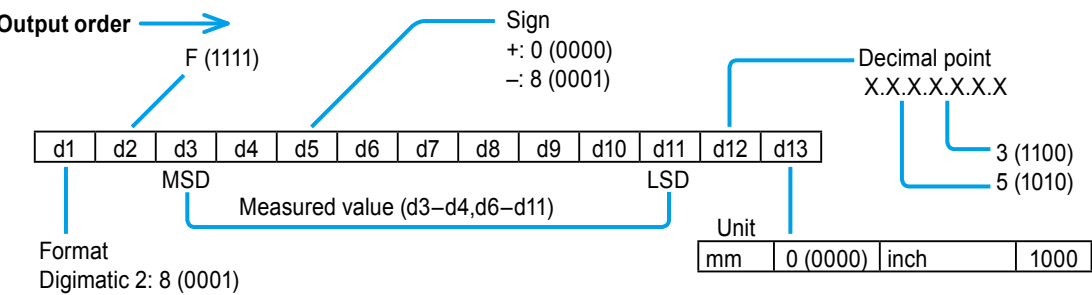 Output order
F (1111)
Sign
+: 0 (0000)
–: 8 (0001)
Decimal point
X.X.X.X.X.X.X
3 (1100)
5 (1010)
d1 d2 d3 d4 d5 d6 d7 d8 d9 d10 d11 d12 d13
MSD LSD
Measured value (d3–d4,d6–d11)
Format
Digimatic 2: 8 (0001)
Unit
mm 0 (0000) inch 1000